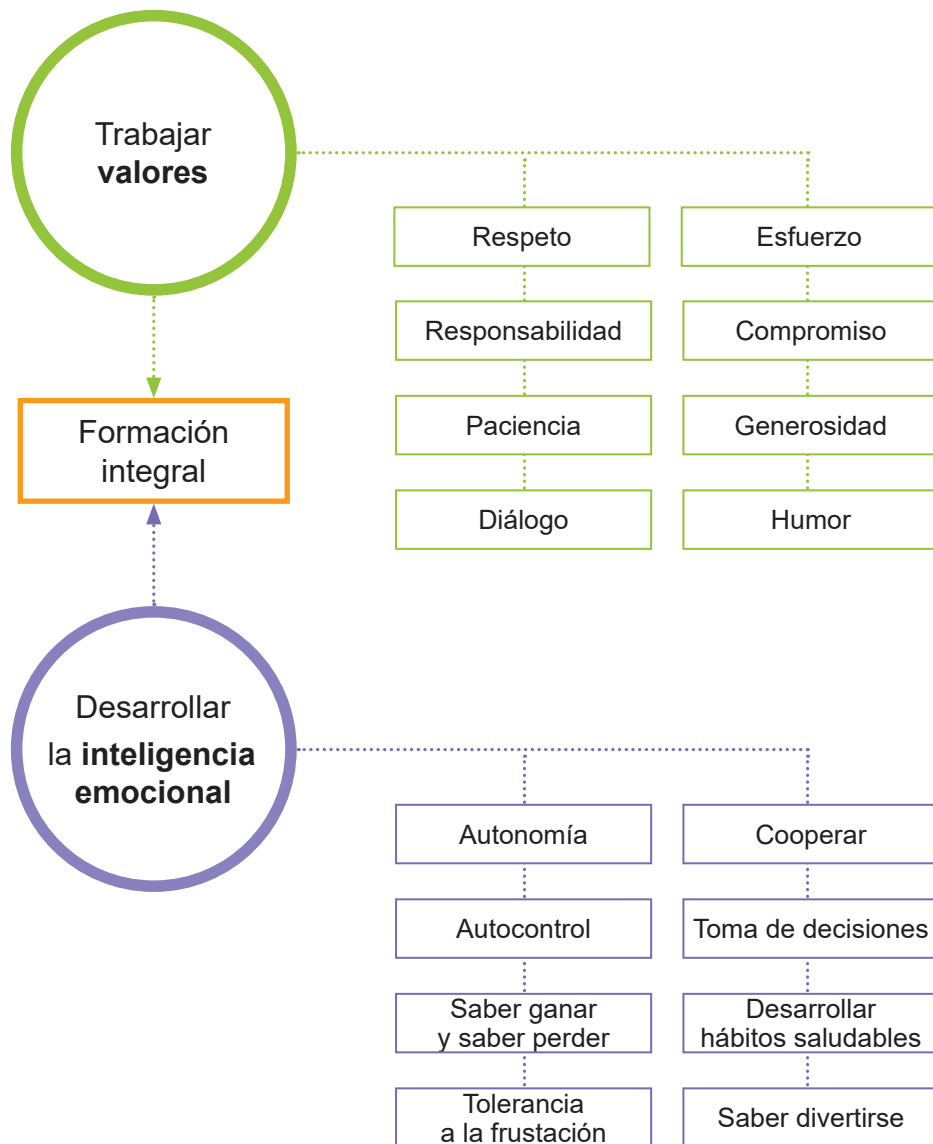 Trabajar
valores
Respeto
Esfuerzo
Responsabilidad
Compromiso
Paciencia
Generosidad
Diálogo
Humor
Formación
integral
Desarrollar
la inteligencia
emocional
Autonomía
Cooperar
Autocontrol
Toma de decisiones
Saber ganar
y saber perder
Desarrollar
hábitos saludables
Tolerancia
a la frustación
Saber divertirse